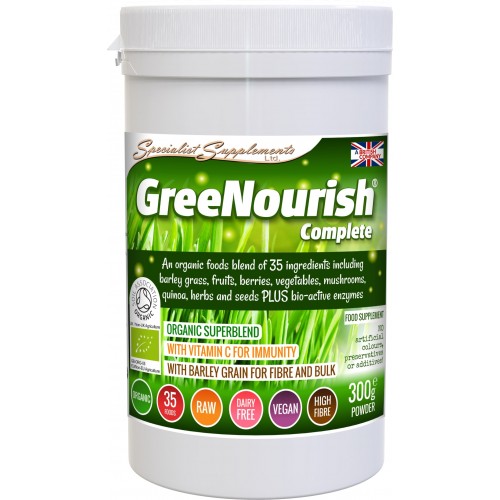 Specialist Supplements
Ltd.
A BRITISH
COMPANY
GreeNourish®
Complete
An organic foods blend of 35 ingredients including
barley grass, fruits, berries, vegetables, mushrooms,
quinoa, herbs and seeds PLUS bio-active enzymes
ORGANIC
ORGANIC SUPERBLEND
WITH VITAMIN C FOR IMMUNITY
WITH BARLEY GRAIN FOR FIBRE AND BULK
FOOD SUPPLEMENT
NO
artificial
colours,
preservatives
or additives!
300g e
POWDER
ORGANIC
35
FOODS
RAW
DAIRY
FREE
VEGAN
HIGH
FIBRE